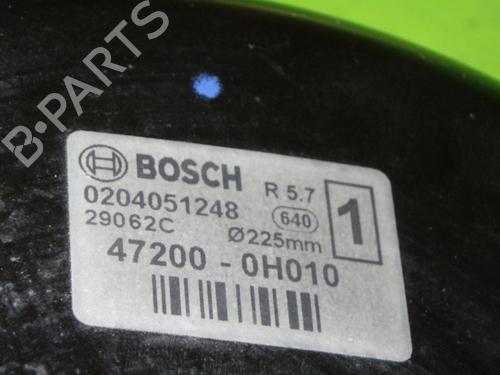 B-PARTS
BOSCH
R 5.7
1
0204051248
640
29062C
Ø225mm
47200 - 0H010